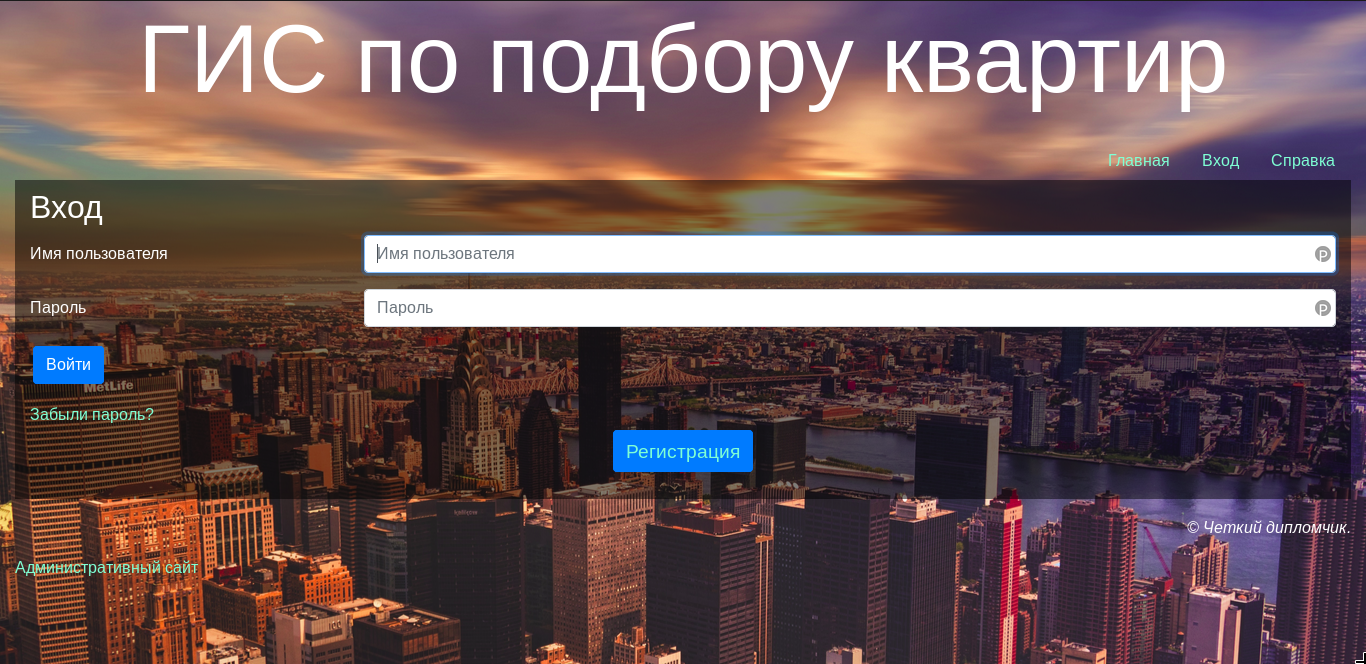 ГИС по подбору квартир
Главная Вход Справка
Вход
Имя пользователя Имя пользователя
Пароль Пароль
Войти
MetLife
Забыли пароль?
Регистрация
© Четкий дипломчик.
Административный сайт